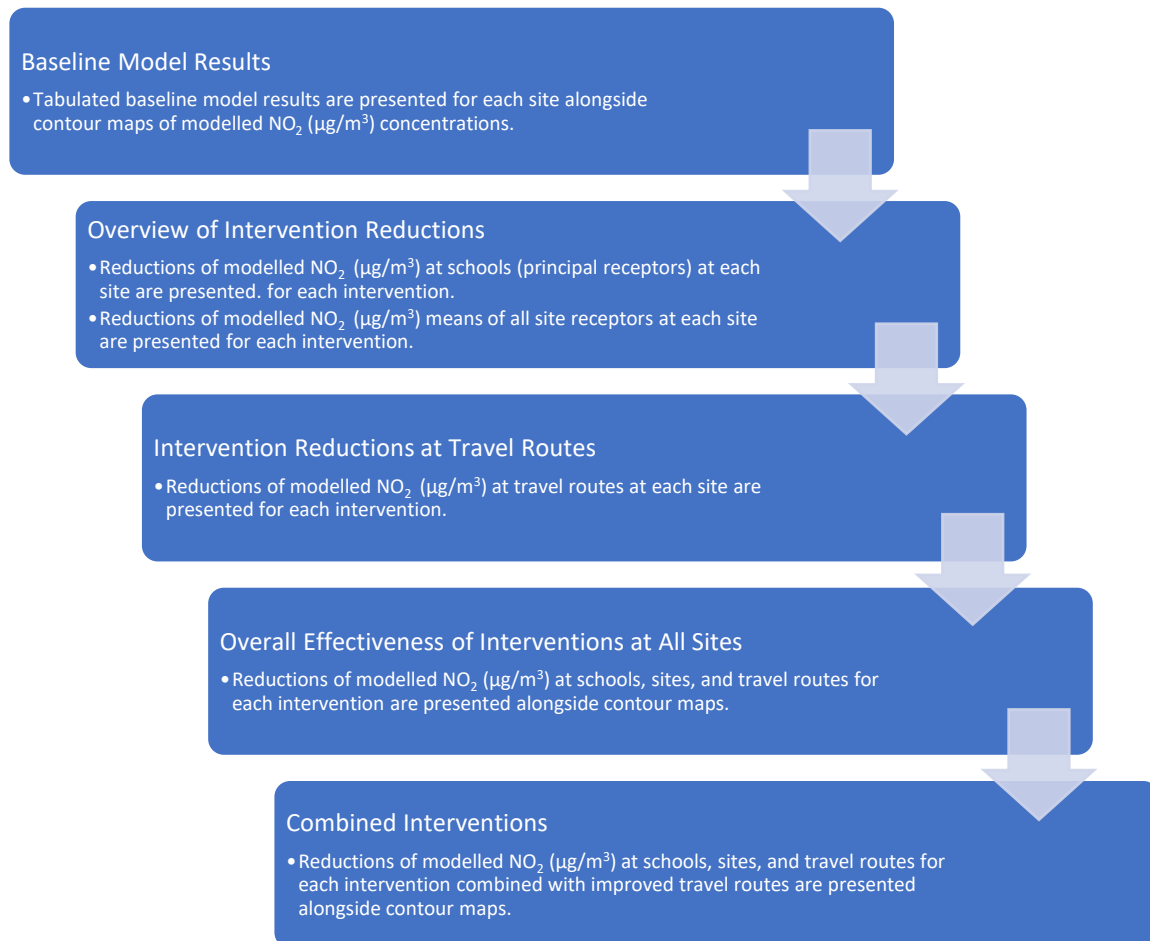 Baseline Model Results
•Tabulated baseline model results are presented for each site alongside
contour maps of modelled NO₂ (µg/m³) concentrations.
Overview of Intervention Reductions
•Reductions of modelled NO₂ (µg/m³) at schools (principal receptors) at each
site are presented. for each intervention.
•Reductions of modelled NO₂ (µg/m³) means of all site receptors at each site
are presented for each intervention.
Intervention Reductions at Travel Routes
•Reductions of modelled NO₂ (µg/m³) at travel routes at each site are
presented for each intervention.
Overall Effectiveness of Interventions at All Sites
•Reductions of modelled NO₂ (µg/m³) at schools, sites, and travel routes for
each intervention are presented alongside contour maps.
Combined Interventions
•Reductions of modelled NO₂ (µg/m³) at schools, sites, and travel routes for
each intervention combined with improved travel routes are presented
alongside contour maps.